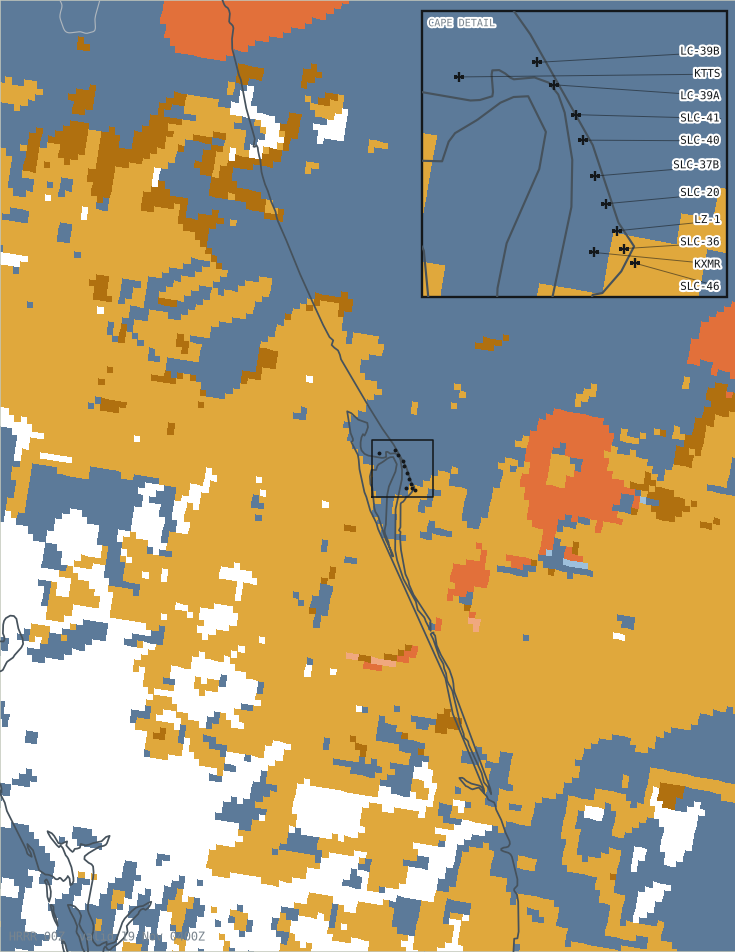 CAPE DETAIL
LC-39B
KTTS
LC-39A
SLC-41
SLC-40
SLC-37B
SLC-20
LZ-1
SLC-36
KXMR
SLC-46